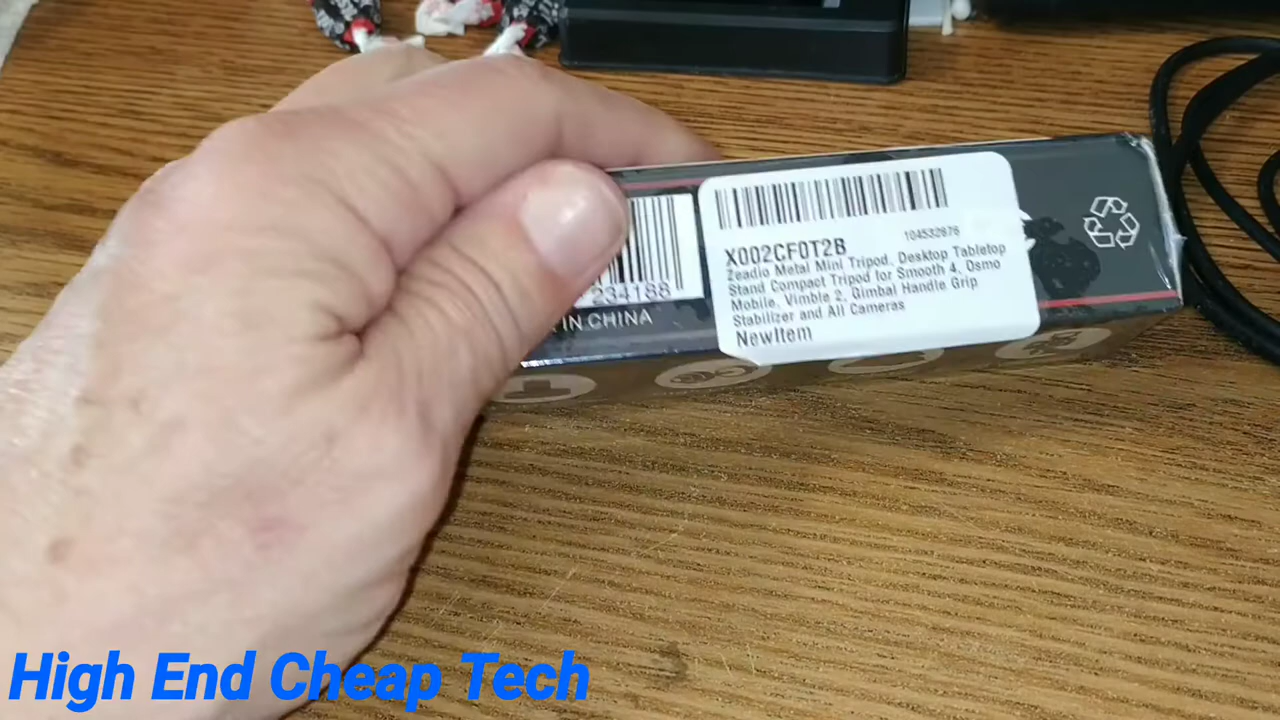 X002CF0T2B
104532676
Zeadio Metal Mini Tripod, Desktop Tabletop
Stand Compact Tripod for Smooth 4, Osmo
Mobile, Vimble 2, Gimbal Handle Grip
Stabilizer and All Cameras
NewItem
234188
IN CHINA
High End Cheap Tech